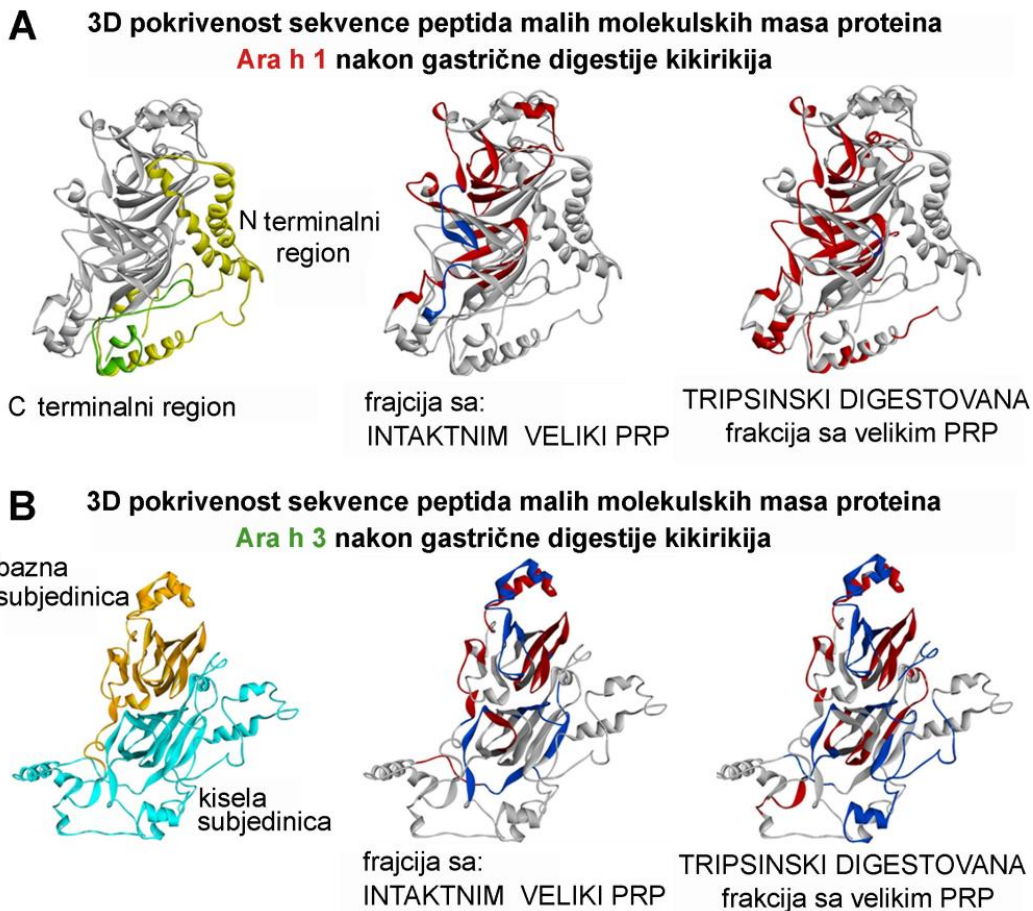 A
3D pokrivenost sekvence peptida malih molekulskih masa proteina
Ara h 1 nakon gastrične digestije kikirikija
N terminalni
region
C terminalni region
frajcija sa:
INTAKTNIM VELIKI PRP
TRIPSINSKI DIGESTOVANA
frakcija sa velikim PRP
B
3D pokrivenost sekvence peptida malih molekulskih masa proteina
Ara h 3 nakon gastrične digestije kikirikija
bazna
subjedinica
kisela
subjedinica
frajcija sa:
INTAKTNIM VELIKI PRP
TRIPSINSKI DIGESTOVANA
frakcija sa velikim PRP